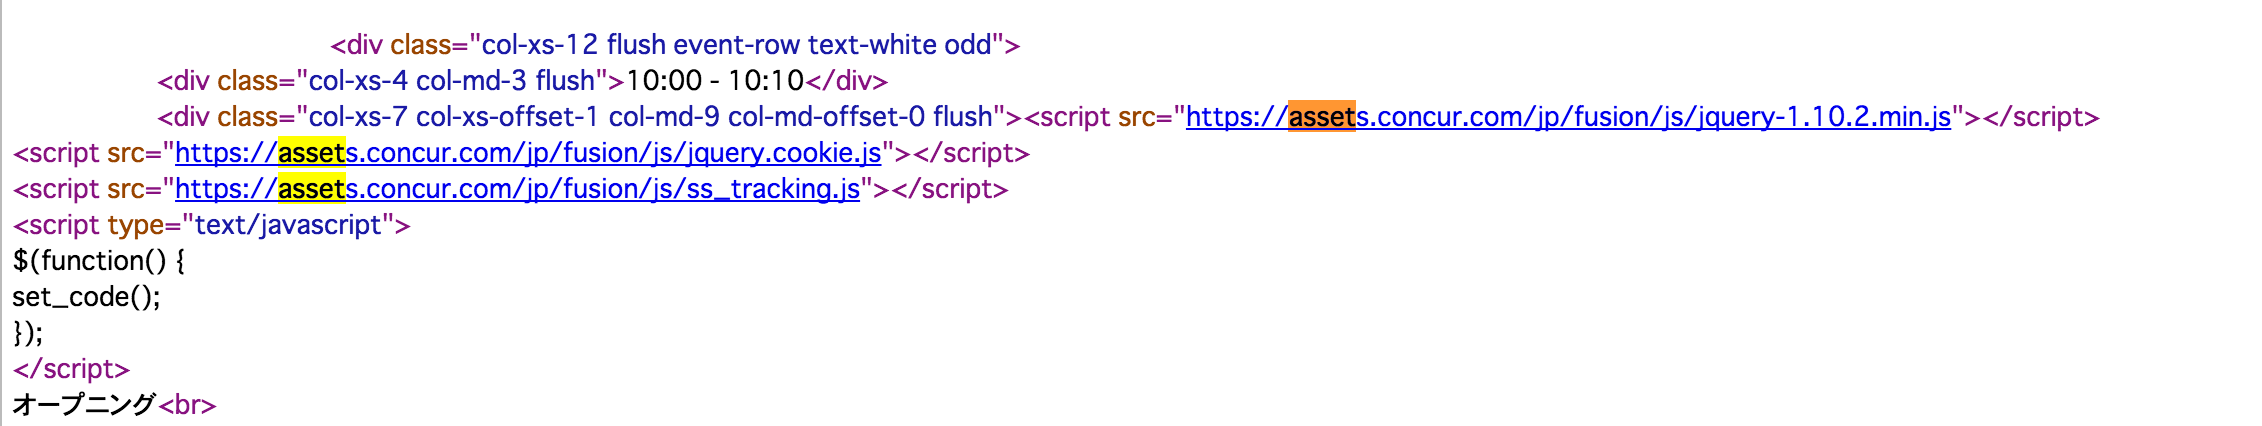 <div class="col-xs-12 flush event-row text-white odd">
<div class="col-xs-4 col-md-3 flush">10:00 - 10:10</div>
<div class="col-xs-7 col-xs-offset-1 col-md-9 col-md-offset-0 flush"><script src="https://assets.concur.com/jp/fusion/js/jquery-1.10.2.min.js"></script>
<script src="https://assets.concur.com/jp/fusion/js/jquery.cookie.js"></script>
<script src="https://assets.concur.com/jp/fusion/js/ss_tracking.js"></script>
<script type="text/javascript">
$(function() {
set_code();
});
</script>
オープニング<br>